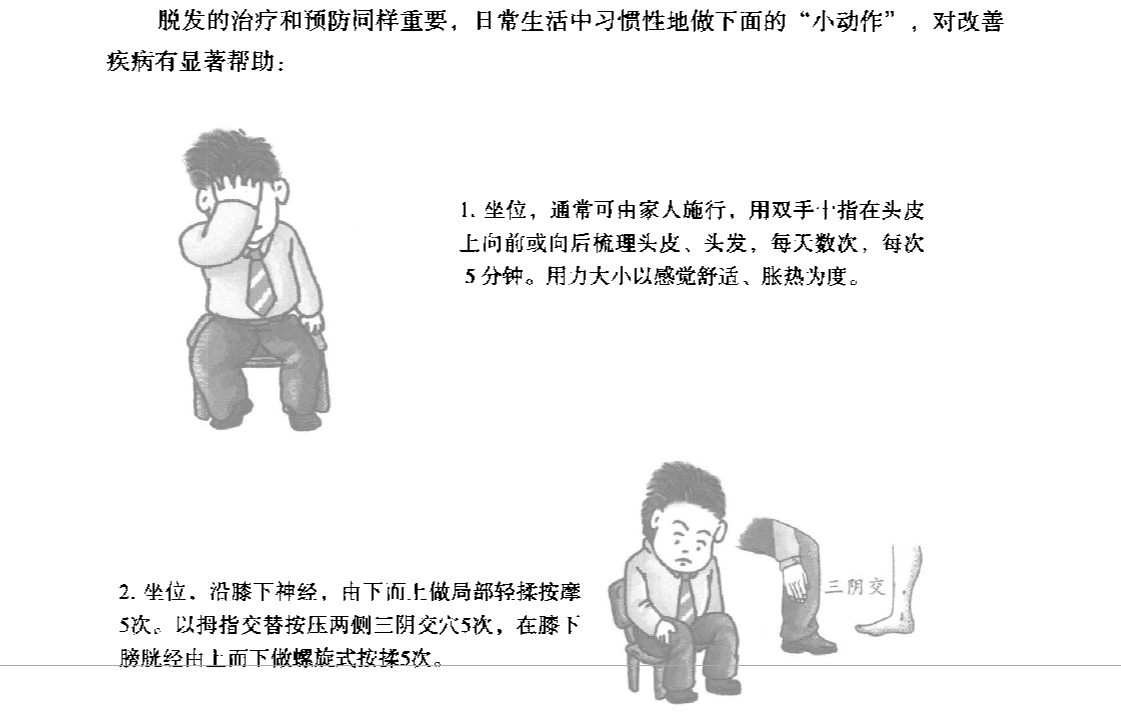 脱发的治疗和预防同样重要，日常生活中习惯性地做下面的“小动作”，对改善
疾病有显著帮助：
1. 坐位，通常可由家人施行，用双手十指在头皮
上向前或向后梳理头皮、头发，每天数次，每次
5分钟。用力大小以感觉舒适、胀热为度。
三阴交
2. 坐位，沿膝下神经，由下而上做局部轻揉按摩
5次。以拇指交替按压两侧三阴交穴5次，在膝下
膀胱经由上而下做螺旋式按揉5次。